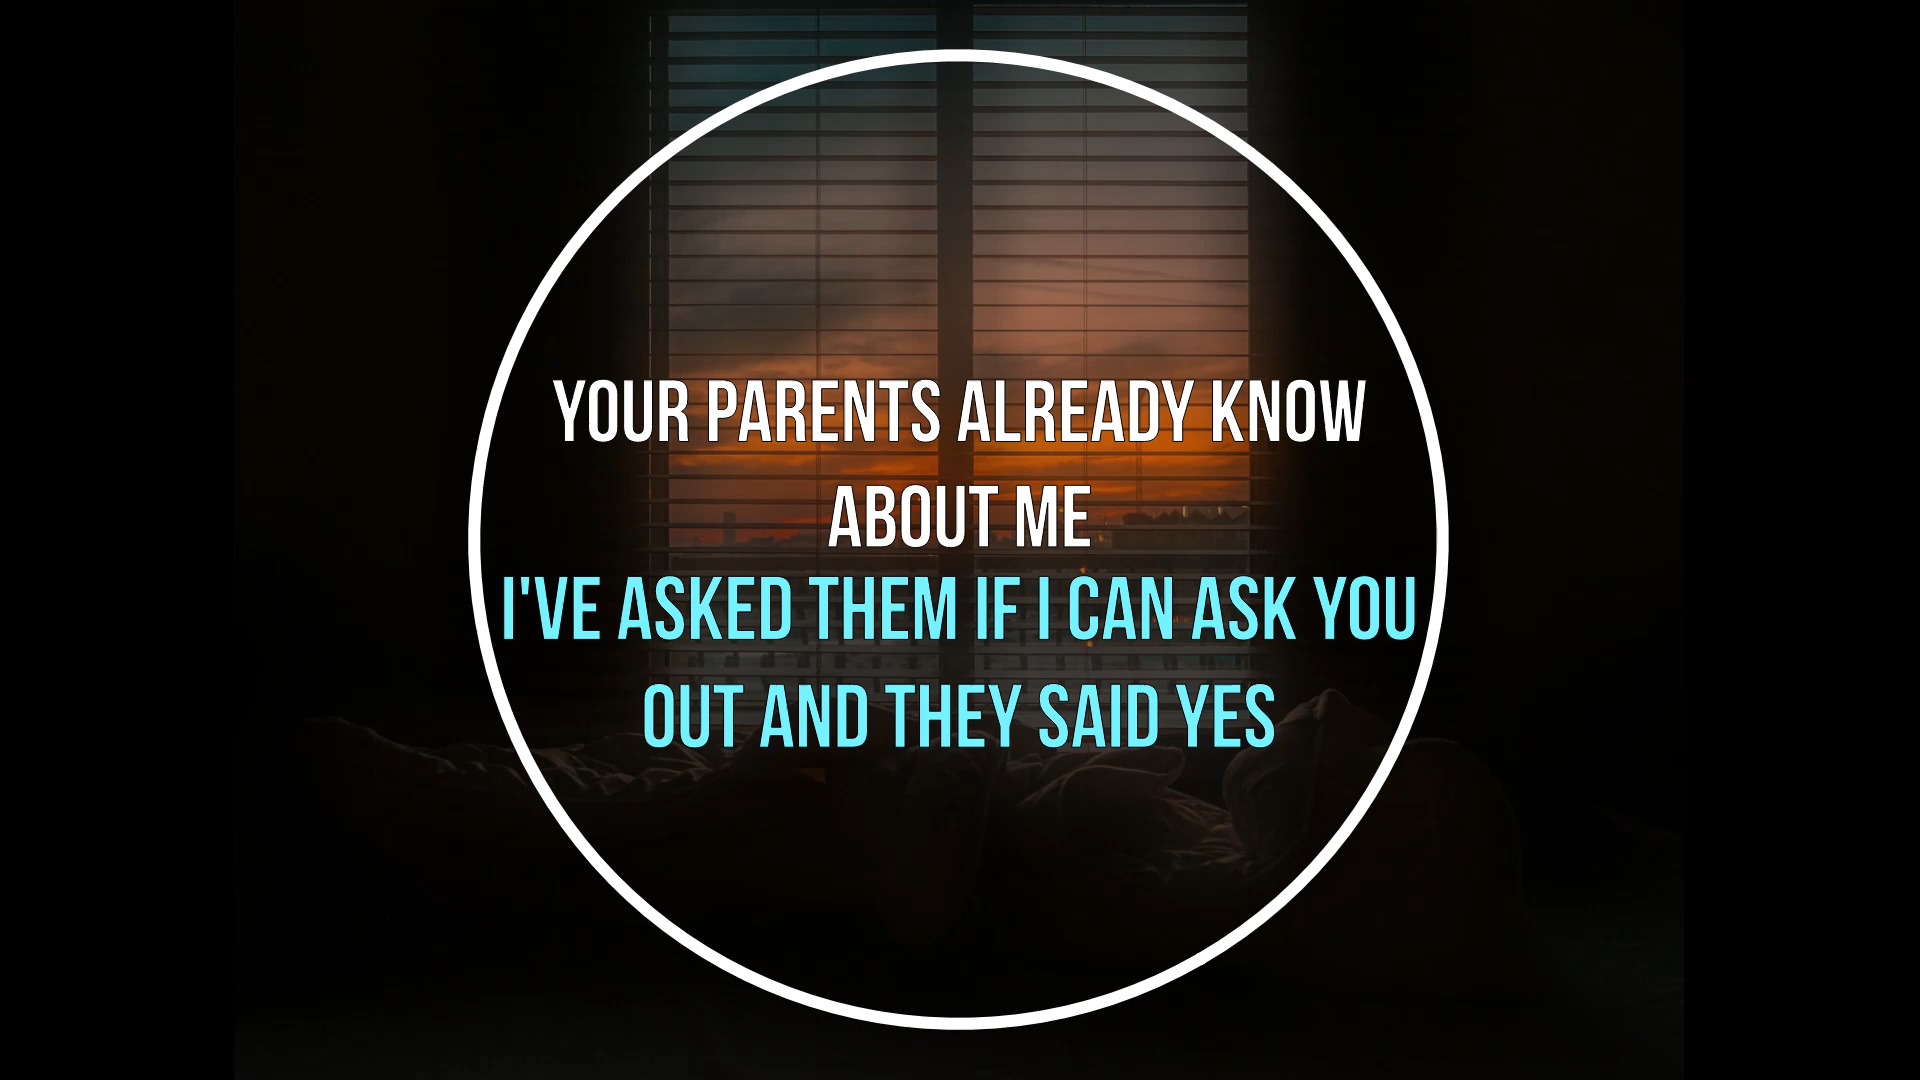 YOUR PARENTS ALREADY KNOW
ABOUT ME
I'VE ASKED THEM IF I CAN ASK YOU
OUT AND THEY SAID YES